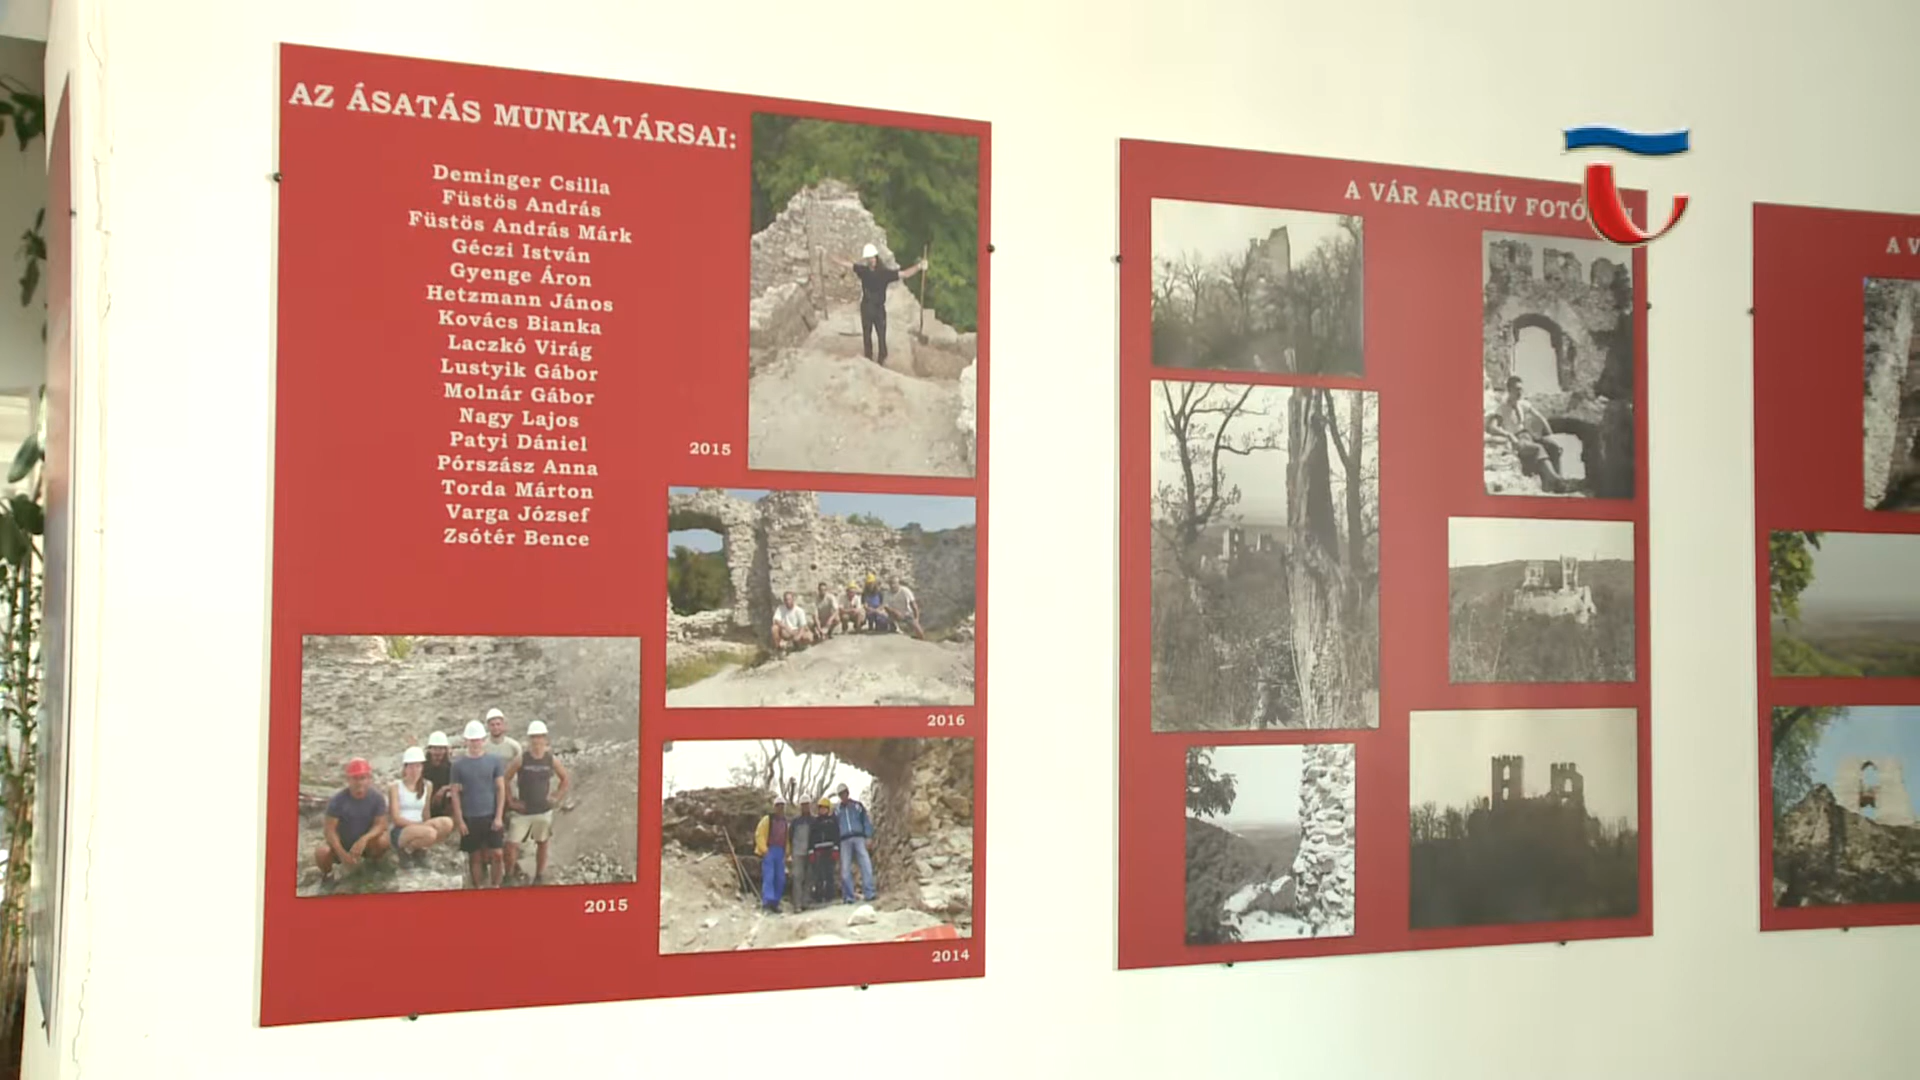 AZ ÁSATÁS MUNKATÁRSAI:
Deminger Csilla
Füstös András
Füstös András Márk
Géczi István
Gyenge Áron
Hetzmann János
Kovács Bianka
Laczkó Virág
Lustyik Gábor
Molnár Gábor
Nagy Lajos
Patyi Dániel
Pórszász Anna
Torda Márton
Varga József
Zsótér Bence
2015
2016
2015
2014
A VÁR ARCHÍV
A